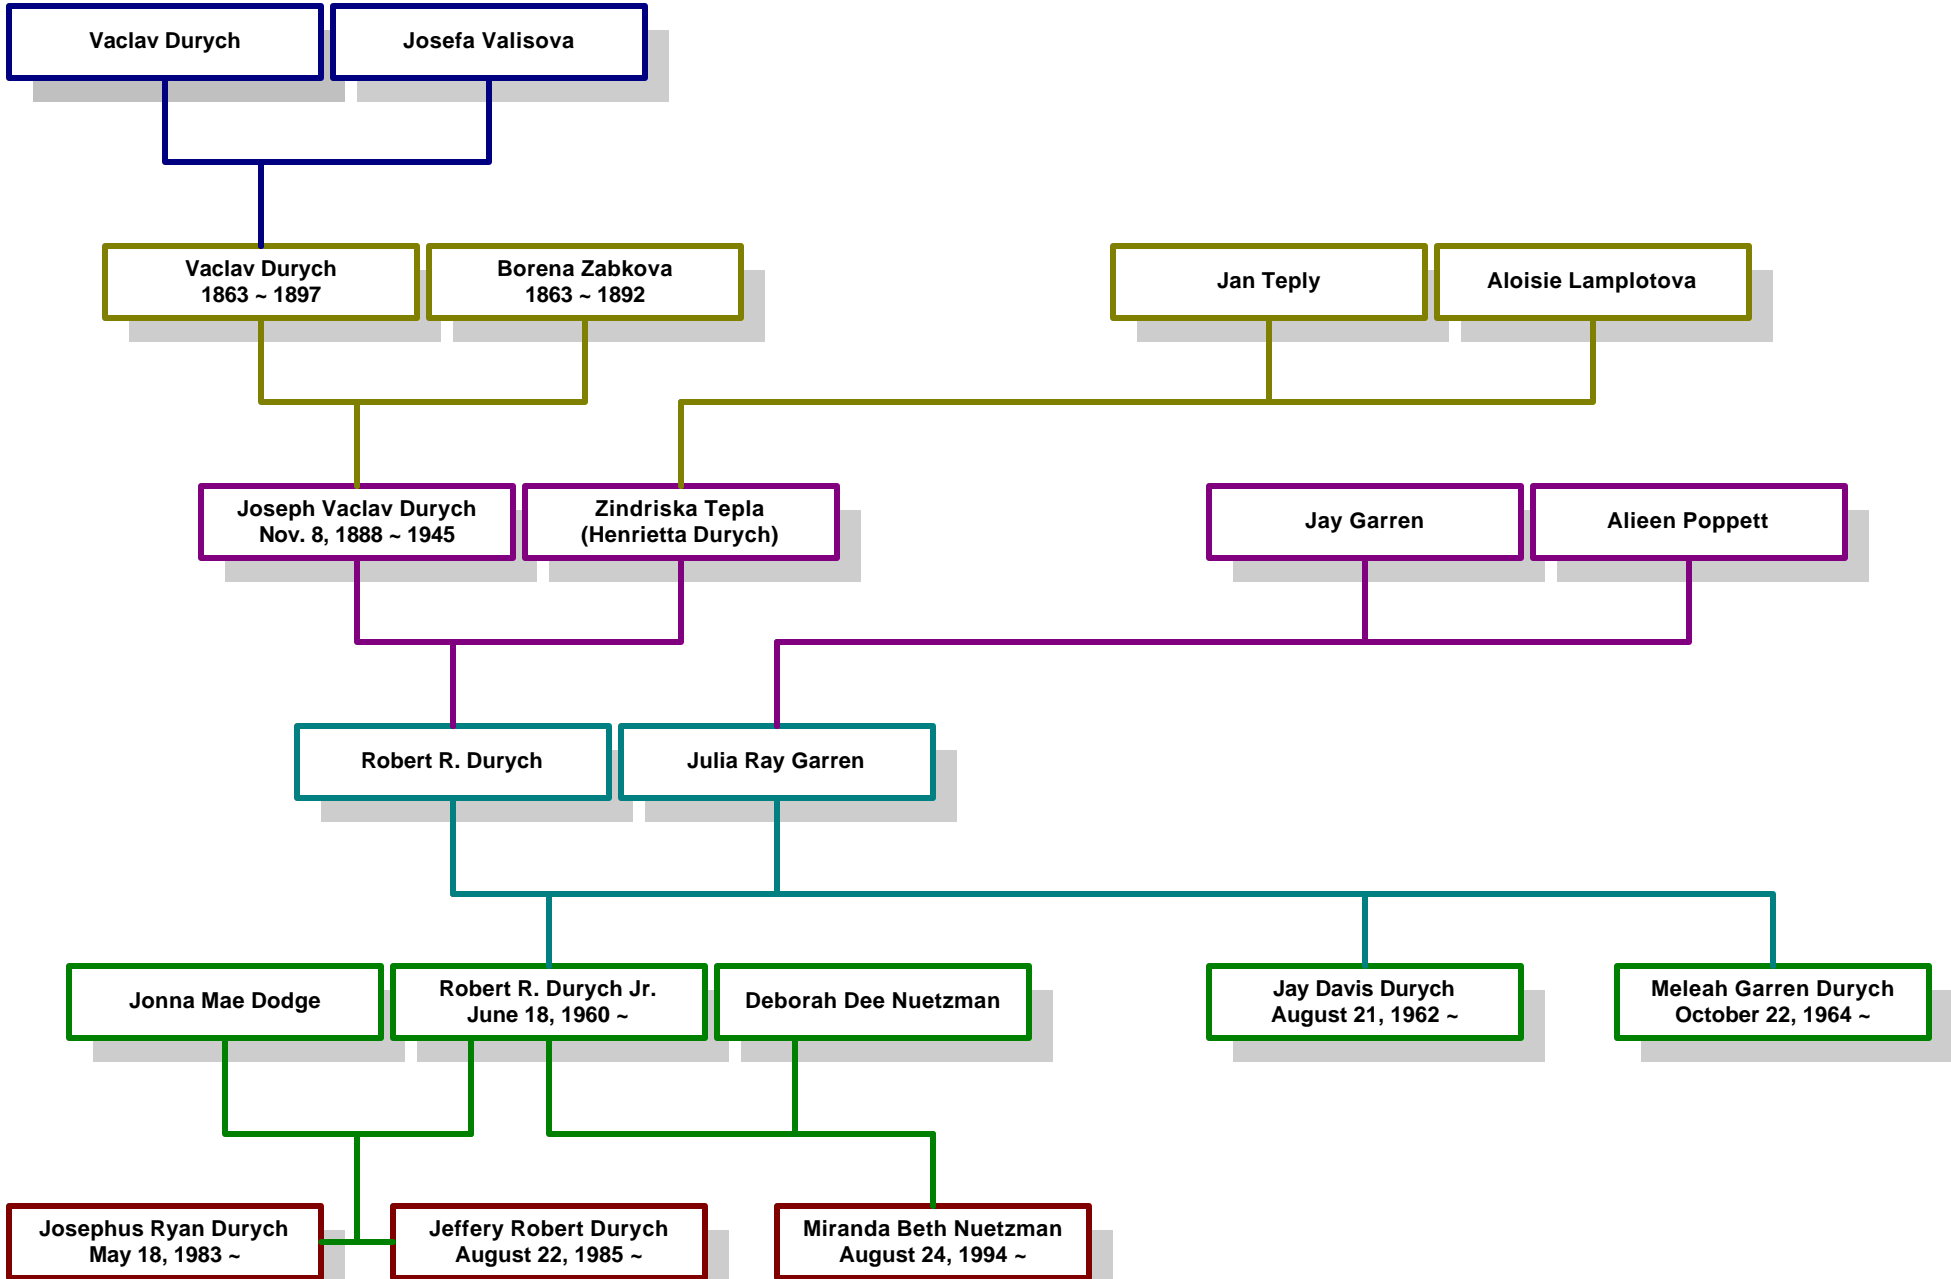 Vaclav Durych
Josefa Valisova
Vaclav Durych
1863 ~ 1897
Borena Zabkova
1863 ~ 1892
Jan Teply
Aloisie Lamplotova
Joseph Vaclav Durych
Nov. 8, 1888 ~ 1945
Zindriska Tepla
(Henrietta Durych)
Jay Garren
Alieen Poppett
Robert R. Durych
Julia Ray Garren
Jonna Mae Dodge
Robert R. Durych Jr.
June 18, 1960 ~
Deborah Dee Nuetzman
Jay Davis Durych
August 21, 1962 ~
Meleah Garren Durych
October 22, 1964 ~
Josephus Ryan Durych
May 18, 1983 ~
Jeffery Robert Durych
August 22, 1985 ~
Miranda Beth Nuetzman
August 24, 1994 ~